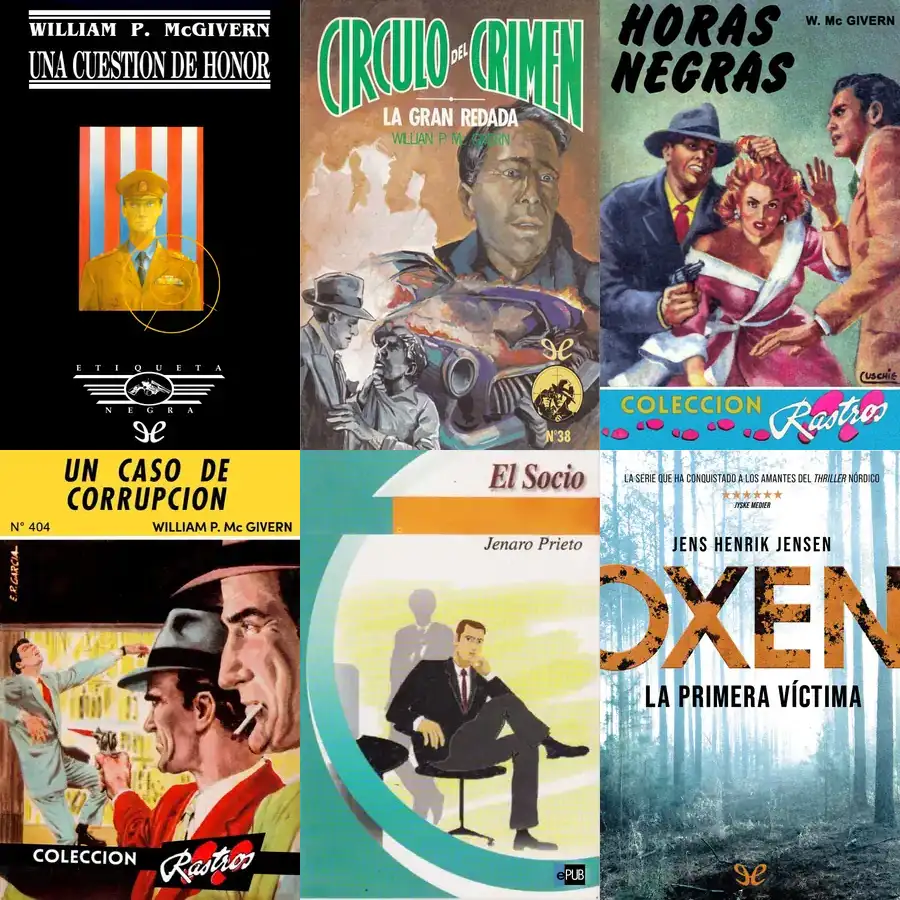 WILLIAM P. McGIVERN
UNA CUESTION DE HONOR
ETIQUETA
NEGRA
CIRCULO DEL CRIMEN
LA GRAN REDADA
WILLIAN P. Mc GIVERN
N°38
HORAS
NEGRAS
W. Mc GIVERN
CUSCHIE
COLECCION
Rastros
UN CASO DE
CORRUPCION
N° 404
WILLIAM P. Mc GIVERN
E.R. GARCIA
COLECCION
Rastros
El Socio
Jenaro Prieto
ePUB
LA SERIE QUE HA CONQUISTADO A LOS AMANTES DEL THRILLER NÓRDICO
JYSKE MEDIER
JENS HENRIK JENSEN
OXEN
LA PRIMERA VÍCTIMA